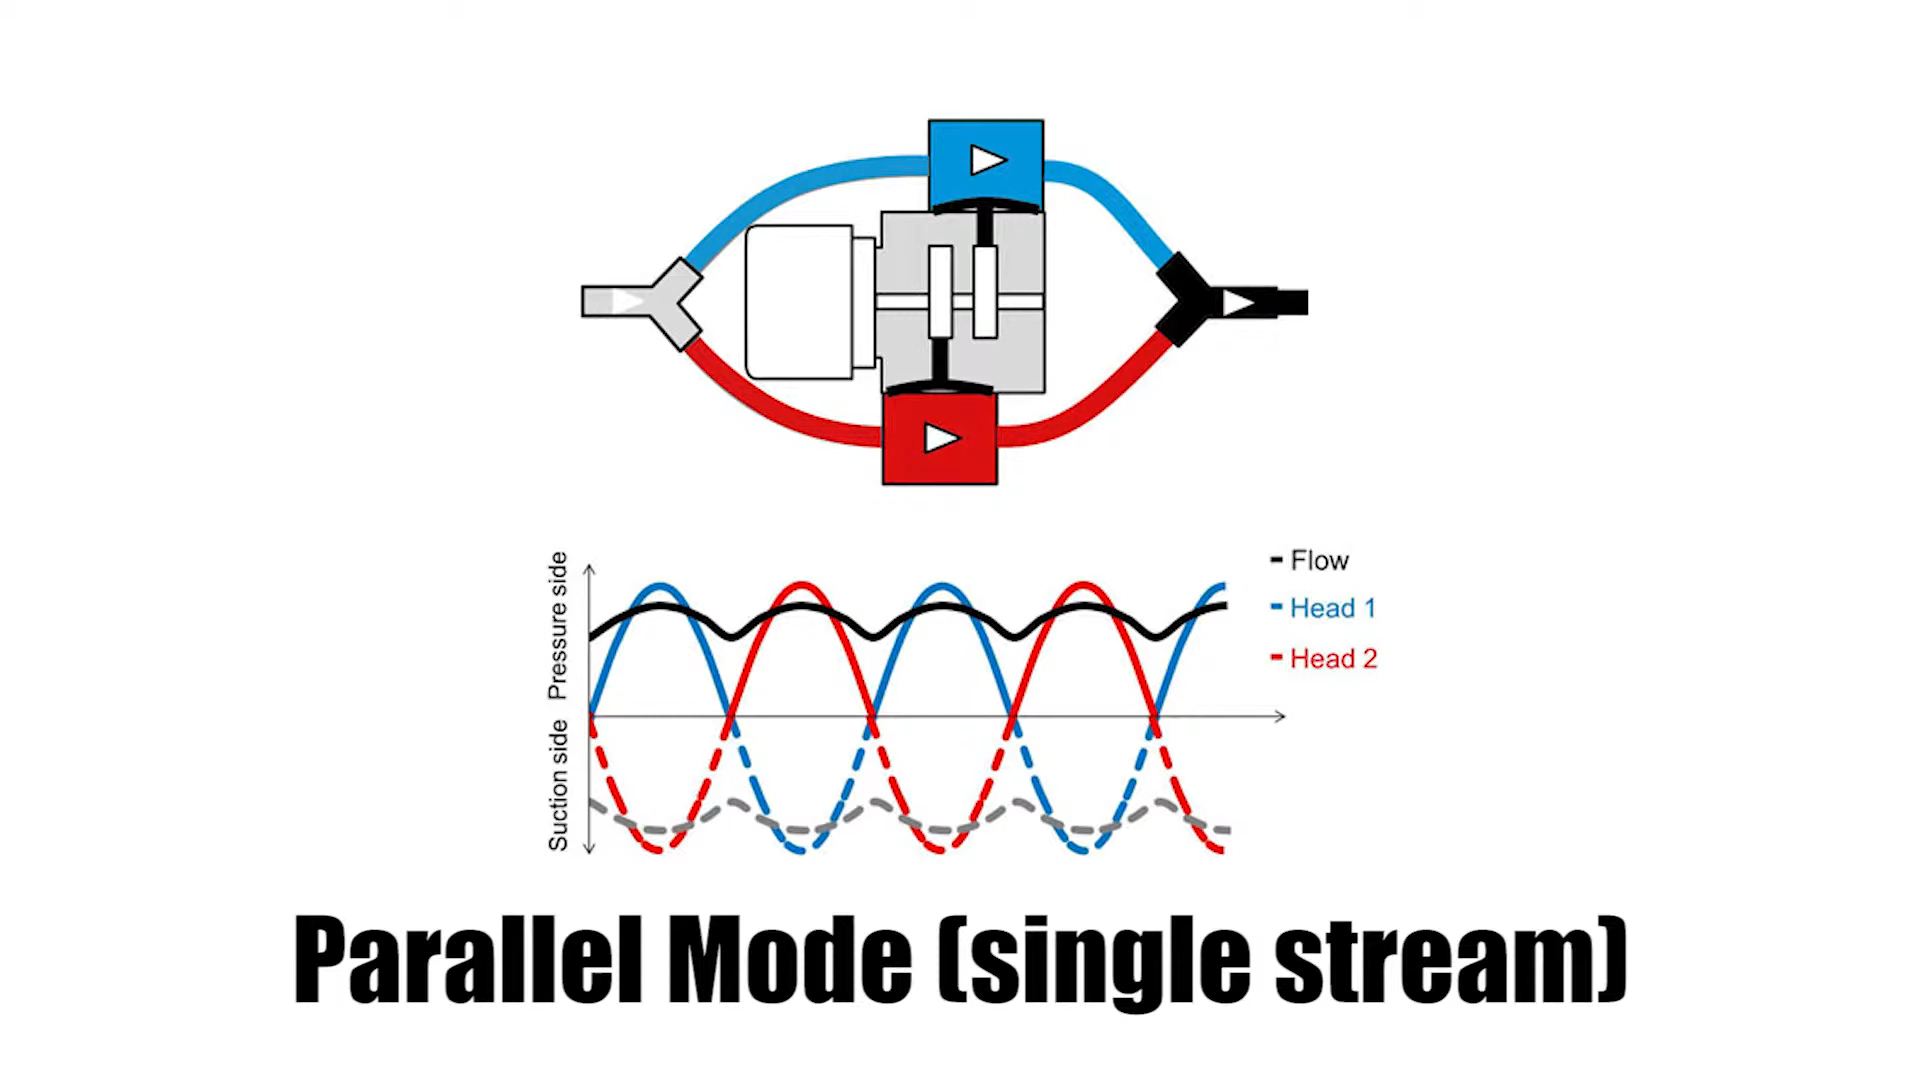 Pressure side
Suction side
Flow
Head 1
Head 2
Parallel Mode (single stream)